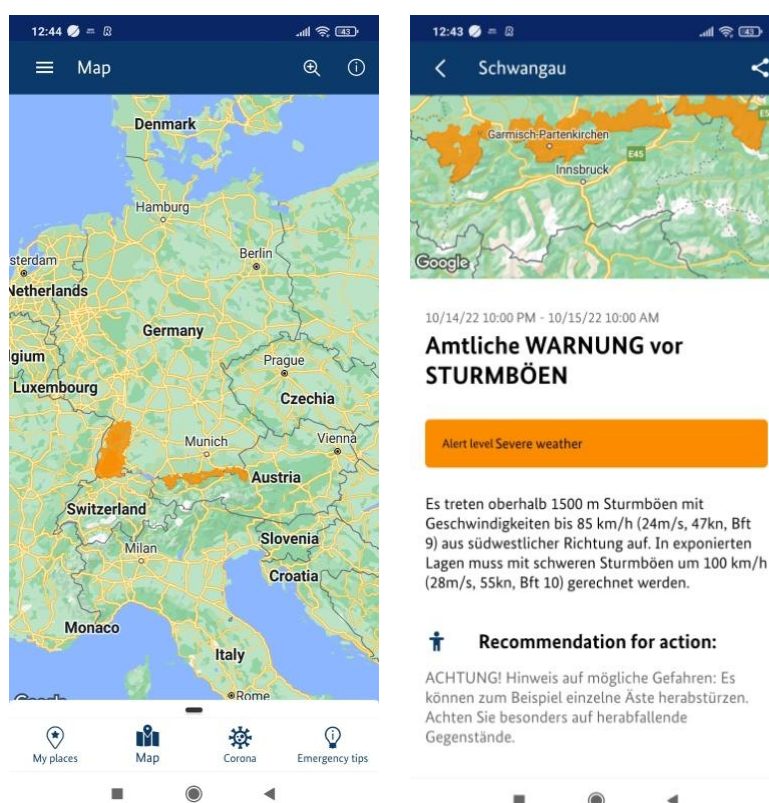 12:44
43
Map
Denmark
Hamburg
Berlin
sterdam
Netherlands
Germany
lgium
Prague
Luxembourg
Czechia
Munich
Vienna
Austria
Switzerland
Slovenia
Milan
Croatia
Monaco
Italy
Rome
My places
Map
Corona
Emergency tips
12:43
43
Schwangau
E5
Garmisch-Partenkirchen
E45
Innsbruck
Google
10/14/22 10:00 PM - 10/15/22 10:00 AM
Amtliche WARNUNG vor
STURMBÖEN
Alert level Severe weather
Es treten oberhalb 1500 m Sturmböen mit
Geschwindigkeiten bis 85 km/h (24m/s, 47kn, Bft
9) aus südwestlicher Richtung auf. In exponierten
Lagen muss mit schweren Sturmböen um 100 km/h
(28m/s, 55kn, Bft 10) gerechnet werden.
Recommendation for action:
ACHTUNG! Hinweis auf mögliche Gefahren: Es
können zum Beispiel einzelne Äste herabstürzen.
Achten Sie besonders auf herabfallende
Gegenstände.